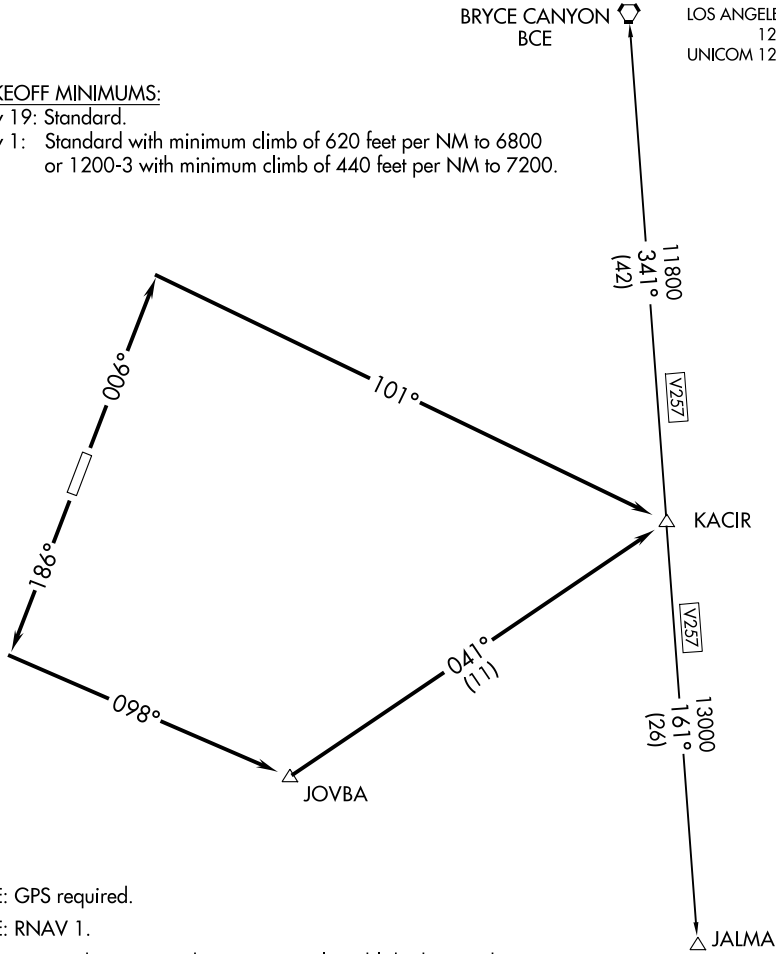 BRYCE CANYON
BCE
LOS ANGELE
12
UNICOM 12
KEOFF MINIMUMS:
y 19: Standard.
y 1: Standard with minimum climb of 620 feet per NM to 6800
or 1200-3 with minimum climb of 440 feet per NM to 7200.
11800
341°
(42)
V257
006°
101°
KACIR
186°
V257
041°
(11)
098°
13000
161°
(26)
JOVBA
E: GPS required.
E: RNAV 1.
JALMA